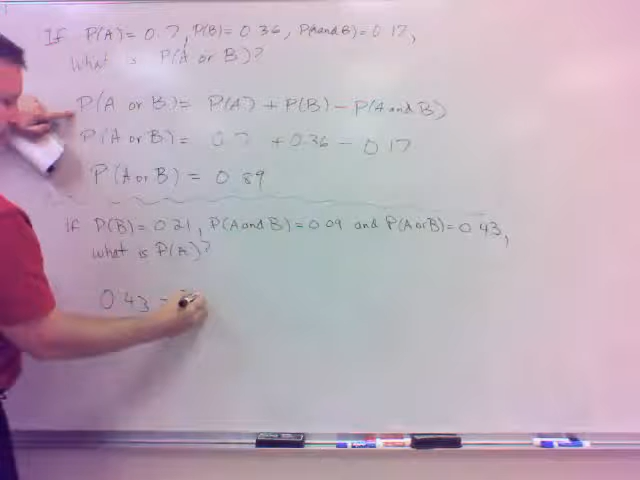 If P(A) = 0.7, P(B) = 0.36, P(A and B) = 0.17,
what is P(A or B)?
P(A or B) = P(A) + P(B) - P(A and B)
P(A or B) = 0.7 + 0.36 - 0.17
P(A or B) = 0.89
If P(B) = 0.21, P(A and B) = 0.09 and P(A or B) = 0.43,
what is P(A)?
0.43 =